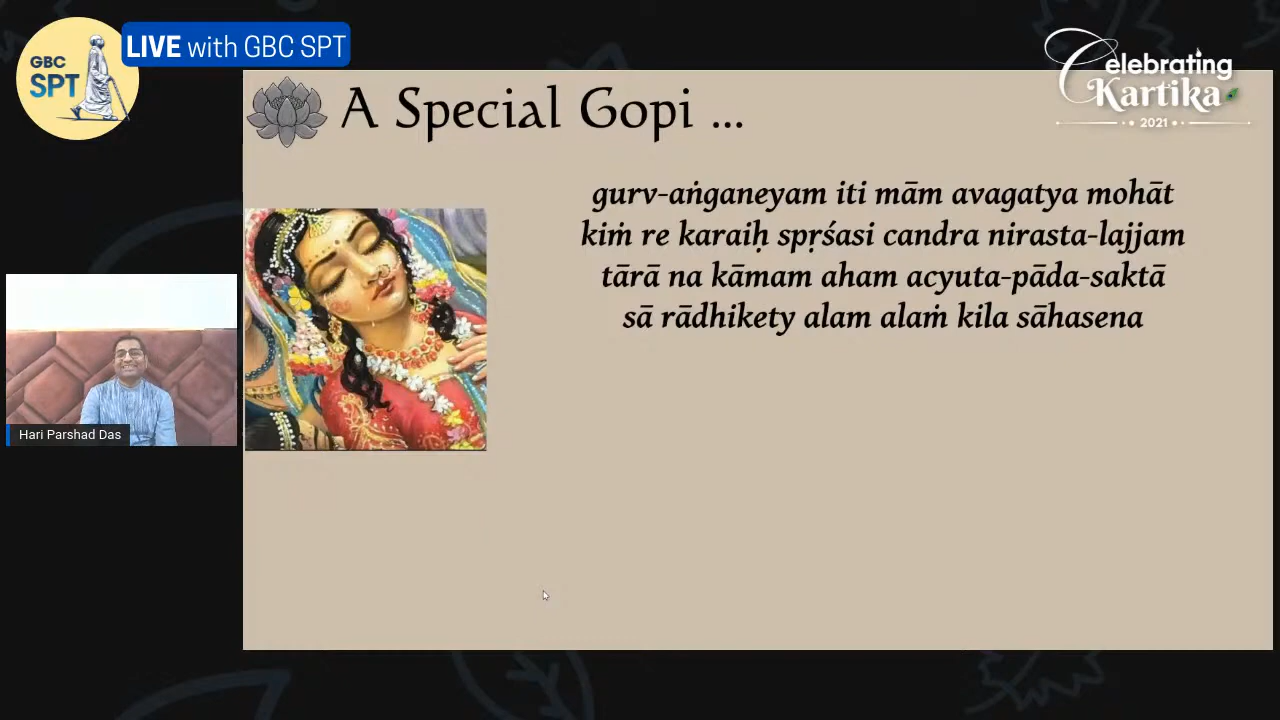 GBC
SPT
LIVE with GBC SPT
Celebrating
Kartika
2021
A Special Gopi ...
gurv-aṅganeyam iti mām avagatya mohāt
kiṁ re karaiḥ spṛśasi candra nirasta-lajjam
tārā na kāmam aham acyuta-pāda-saktā
sā rādhikety alam alaṁ kila sāhasena
Hari Parshad Das